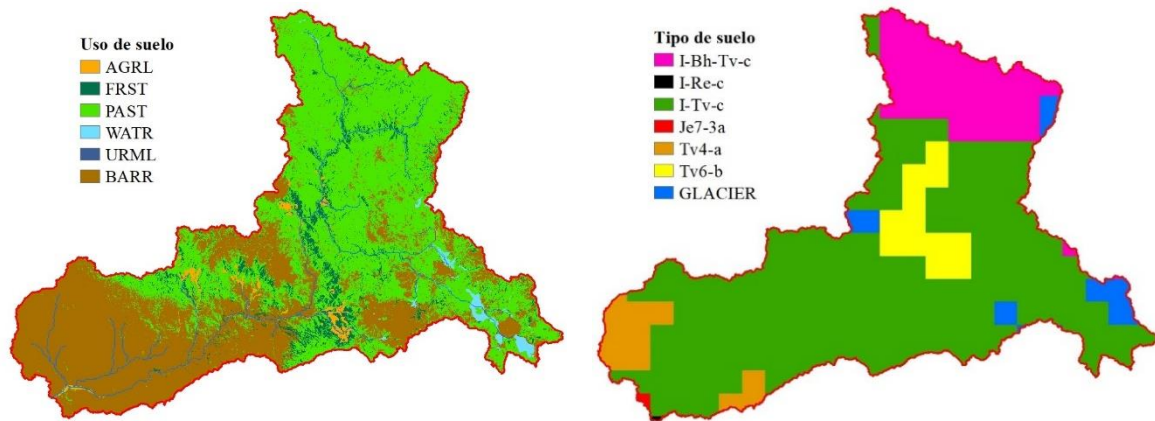 Uso de suelo
AGRL
FRST
PAST
WATR
URML
BARR
Tipo de suelo
I-Bh-Tv-c
I-Re-c
I-Tv-c
Je7-3a
Tv4-a
Tv6-b
GLACIER